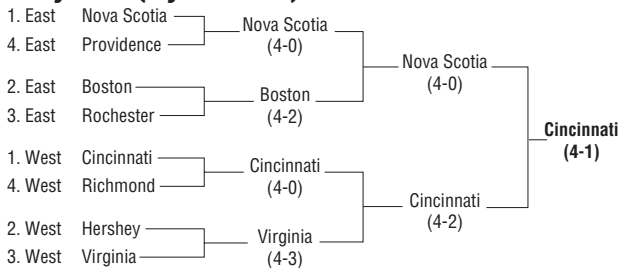 1. East Nova Scotia
4. East Providence
2. East Boston
3. East Rochester
1. West Cincinnati
4. West Richmond
2. West Hershey
3. West Virginia
Nova Scotia
(4-0)
Boston
(4-2)
Cincinnati
(4-0)
Virginia
(4-3)
Nova Scotia
(4-0)
Cincinnati
(4-2)
Cincinnati
(4-1)